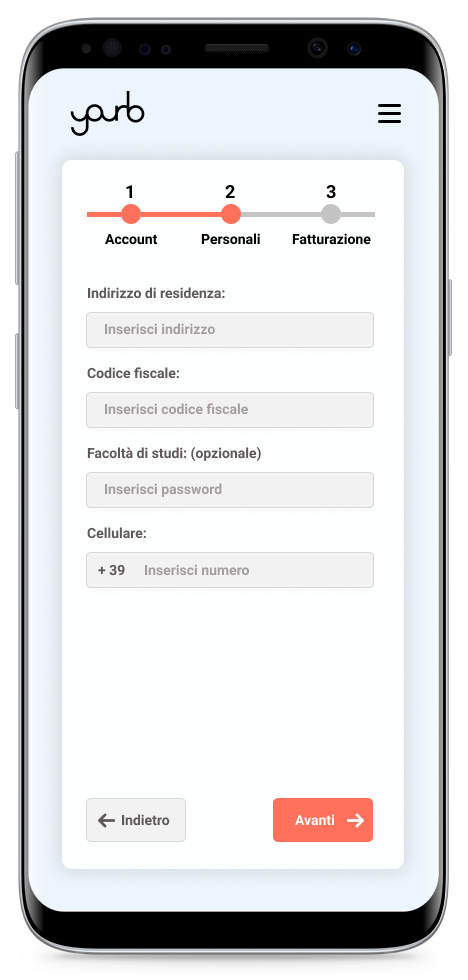 yourb
1 2 3
Account Personali Fatturazione
Indirizzo di residenza:
Inserisci indirizzo
Codice fiscale:
Inserisci codice fiscale
Facoltà di studi: (opzionale)
Inserisci password
Cellulare:
+ 39 Inserisci numero
Indietro Avanti